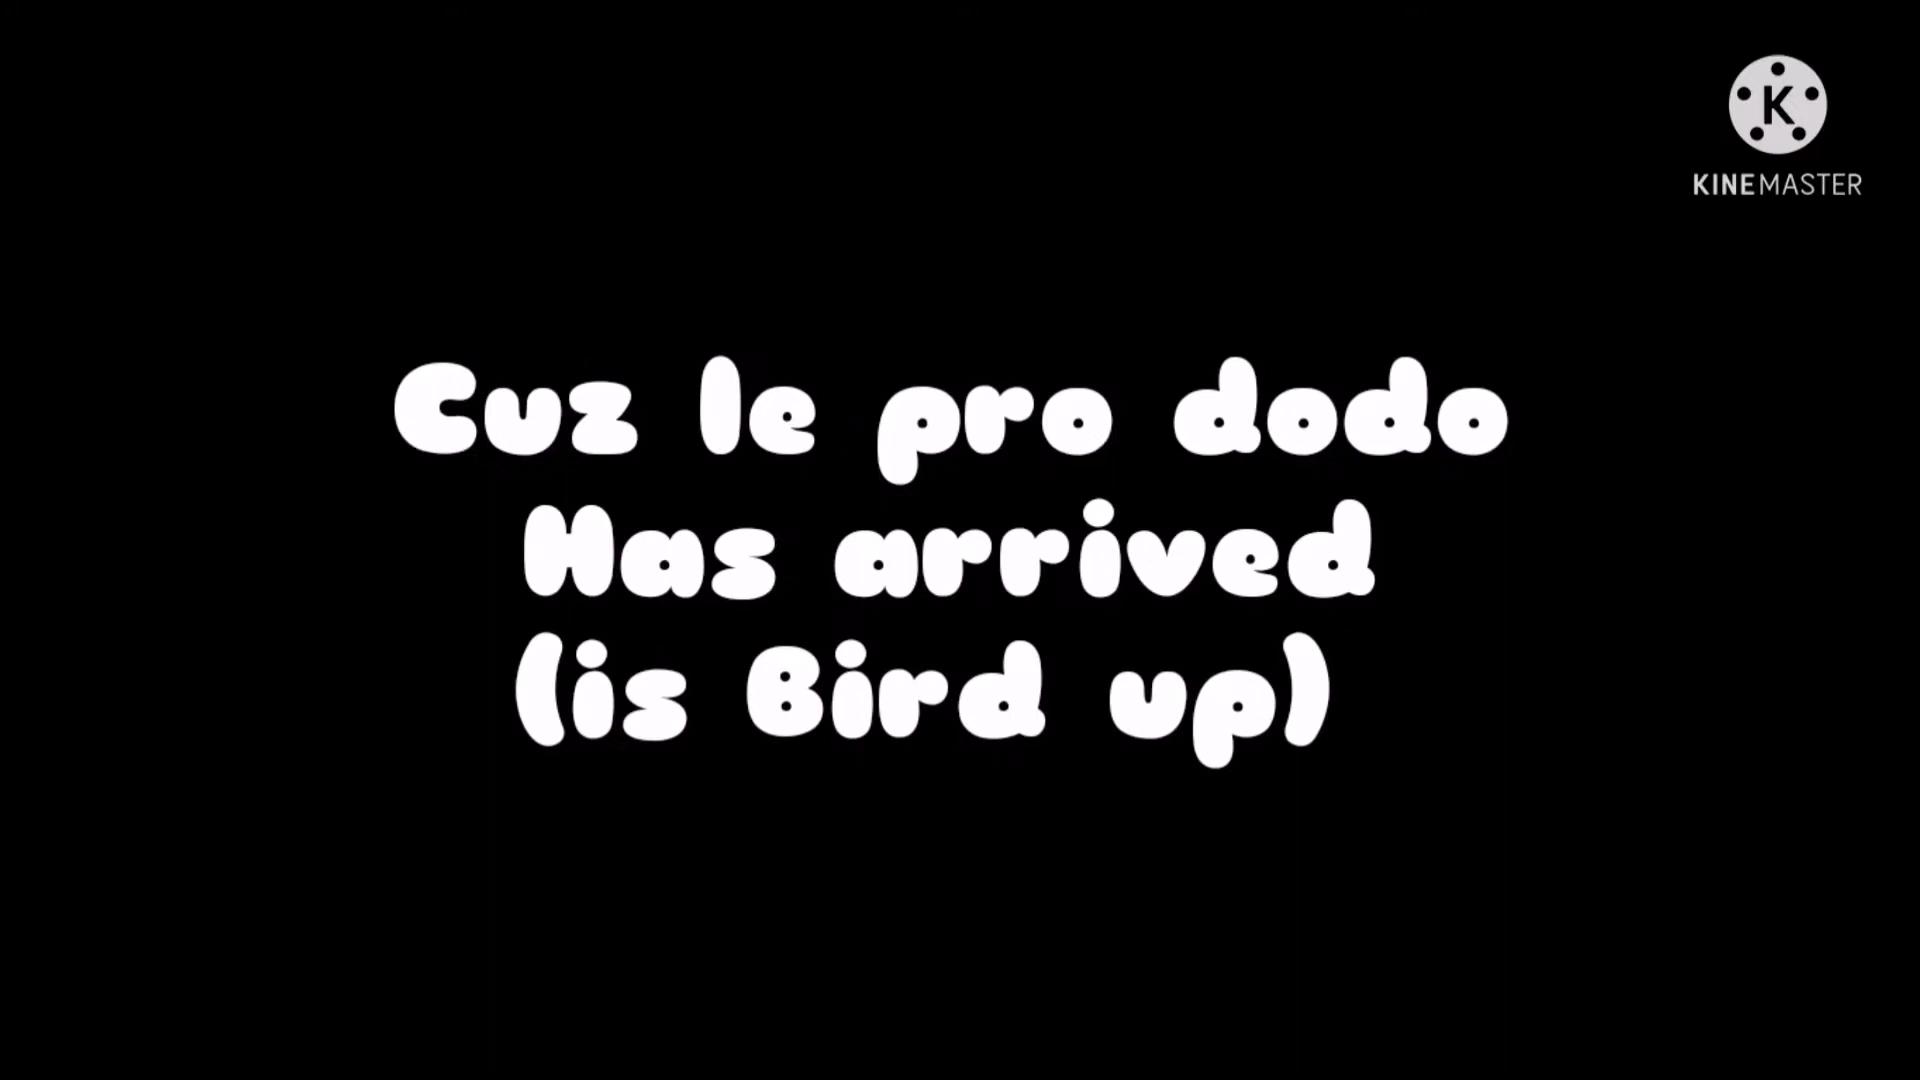 K
KINEMASTER
Cuz le pro dodo
Has arrived
(is Bird up)